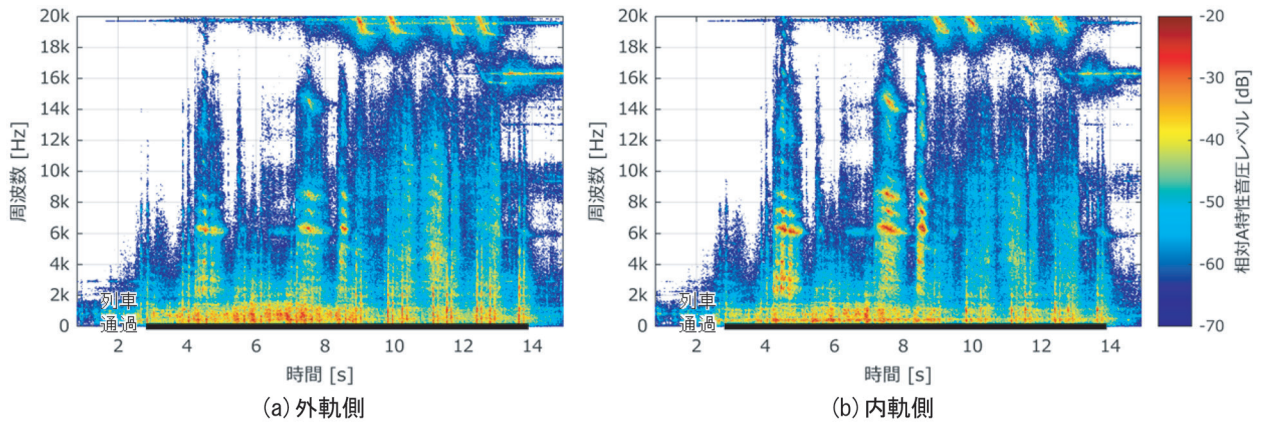 20k
18k
16k
14k
12k
10k
8k
6k
4k
2k
0
周波数 [Hz]
列車
通過
2 4 6 8 10 12 14
時間 [s]
(a) 外軌側
20k
18k
16k
14k
12k
10k
8k
6k
4k
2k
0
周波数 [Hz]
列車
通過
2 4 6 8 10 12 14
時間 [s]
(b) 内軌側
-20
-30
-40
-50
-60
-70
相対A特性音圧レベル [dB]